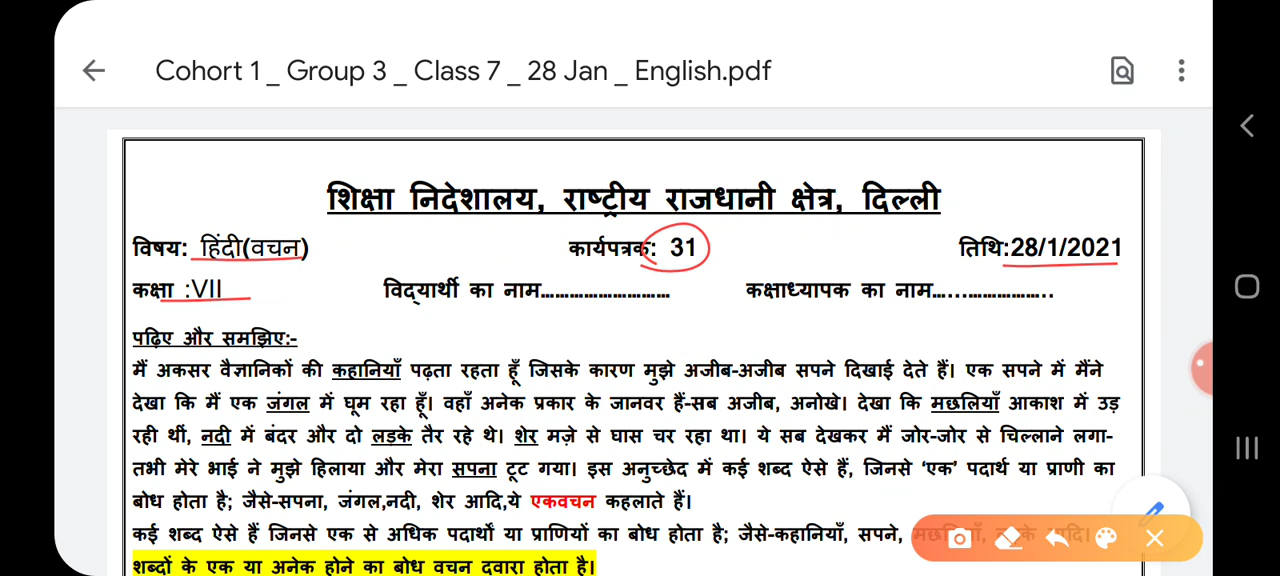 Cohort 1 _ Group 3 _ Class 7 _ 28 Jan _ English.pdf
शिक्षा निदेशालय, राष्ट्रीय राजधानी क्षेत्र, दिल्ली
विषय: हिंदी(वचन) कार्यपत्रक: 31 तिथि:28/1/2021
कक्षा :VII विद्यार्थी का नाम........................... कक्षाध्यापक का नाम.........................
पढ़िए और समझिए:-
मैं अकसर वैज्ञानिकों की कहानियाँ पढ़ता रहता हूँ जिसके कारण मुझे अजीब-अजीब सपने दिखाई देते हैं। एक सपने में मैंने
देखा कि मैं एक जंगल में घूम रहा हूँ। वहाँ अनेक प्रकार के जानवर हैं-सब अजीब, अनोखे। देखा कि मछलियाँ आकाश में उड़
रही थीं, नदी में बंदर और दो लड़के तैर रहे थे। शेर मज़े से घास चर रहा था। ये सब देखकर मैं जोर-जोर से चिल्लाने लगा-
तभी मेरे भाई ने मुझे हिलाया और मेरा सपना टूट गया। इस अनुच्छेद में कई शब्द ऐसे हैं, जिनसे ‘एक’ पदार्थ या प्राणी का
बोध होता है; जैसे-सपना, जंगल,नदी, शेर आदि,ये एकवचन कहलाते हैं।
कई शब्द ऐसे हैं जिनसे एक से अधिक पदार्थों या प्राणियों का बोध होता है; जैसे-कहानियाँ, सपने,
शब्दों के एक या अनेक होने का बोध वचन दवारा होता है।